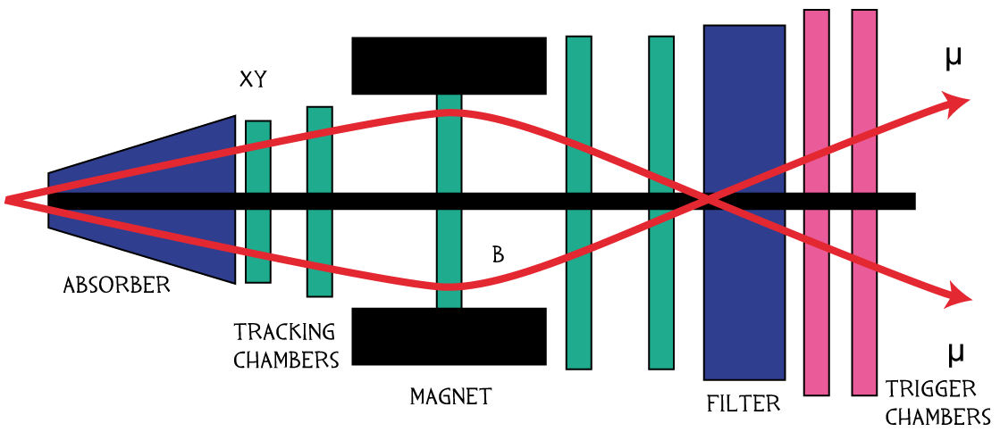 μ
XY
B
ABSORBER
TRACKING
CHAMBERS
MAGNET
FILTER
μ
TRIGGER
CHAMBERS